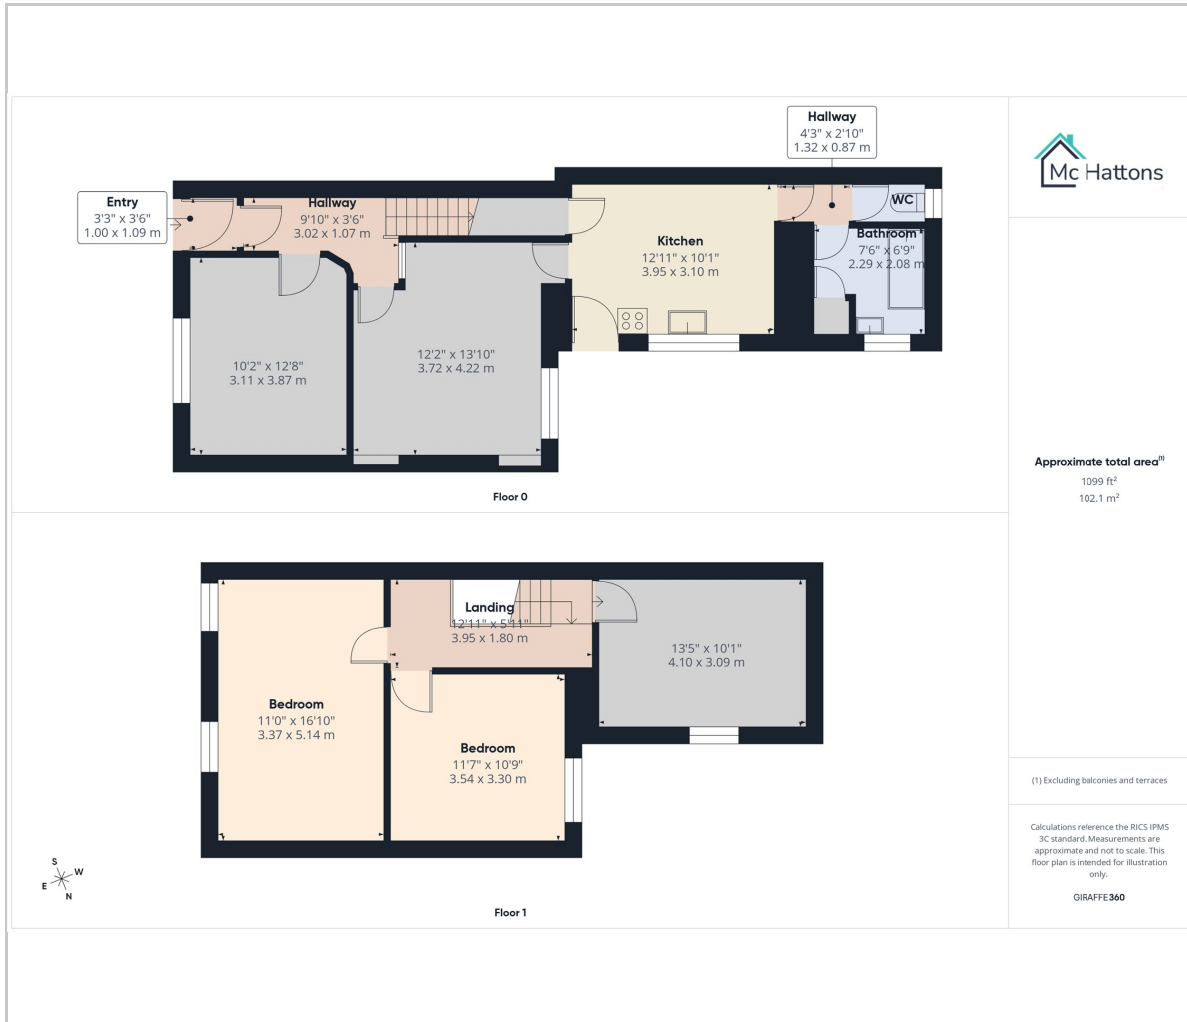 Hallway
4'3" x 2'10"
1.32 x 0.87 m
Entry
3'3" x 3'6"
1.00 x 1.09 m
Hallway
9'10" x 3'6"
3.02 x 1.07 m
WC
Kitchen
12'11" x 10'1"
3.95 x 3.10 m
Bathroom
7'6" x 6'9"
2.29 x 2.08 m
10'2" x 12'8"
3.11 x 3.87 m
12'2" x 13'10"
3.72 x 4.22 m
Floor 0
Landing
12'11" x 5'11"
3.95 x 1.80 m
13'5" x 10'1"
4.10 x 3.09 m
Bedroom
11'0" x 16'10"
3.37 x 5.14 m
Bedroom
11'7" x 10'9"
3.54 x 3.30 m
S
W
E
N
Floor 1
Mc Hattons
Approximate total area(1)
1099 ft²
102.1 m²
(1) Excluding balconies and terraces
Calculations reference the RICS IPMS
3C standard. Measurements are
approximate and not to scale. This
floor plan is intended for illustration
only.
GIRAFFE360